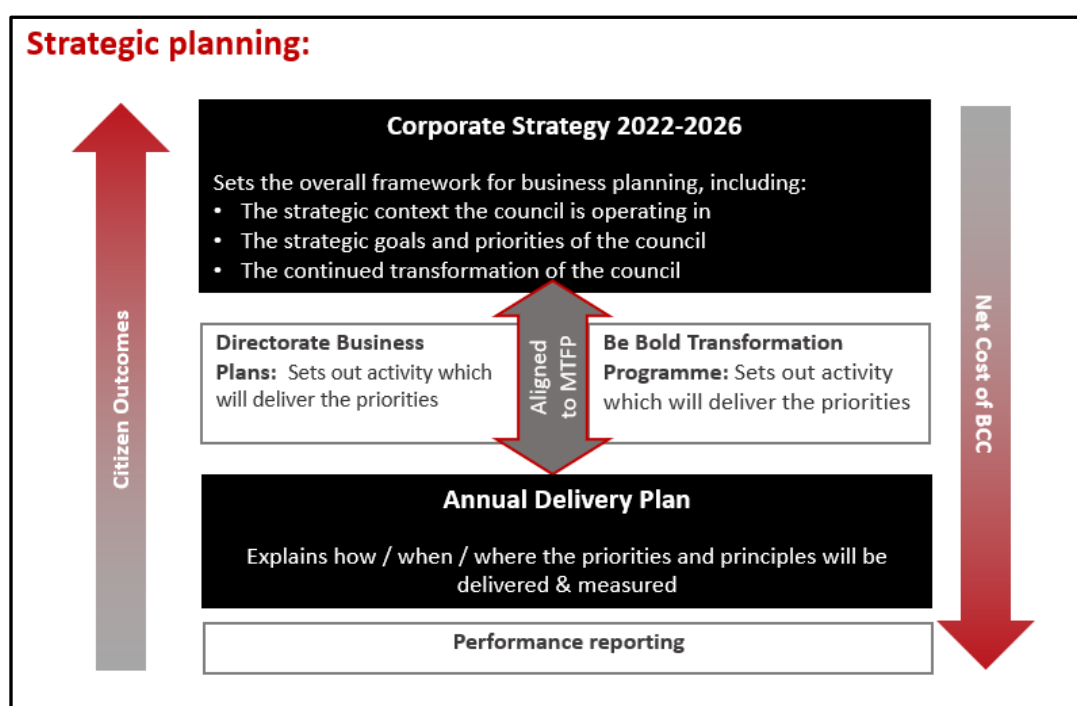 Strategic planning:
Corporate Strategy 2022-2026
Sets the overall framework for business planning, including:
• The strategic context the council is operating in
• The strategic goals and priorities of the council
• The continued transformation of the council
Citizen Outcomes
Directorate Business
Plans: Sets out activity which
will deliver the priorities
Aligned
to MTFP
Be Bold Transformation
Programme: Sets out activity
which will deliver the priorities
Net Cost of BCC
Annual Delivery Plan
Explains how / when / where the priorities and principles will be
delivered & measured
Performance reporting